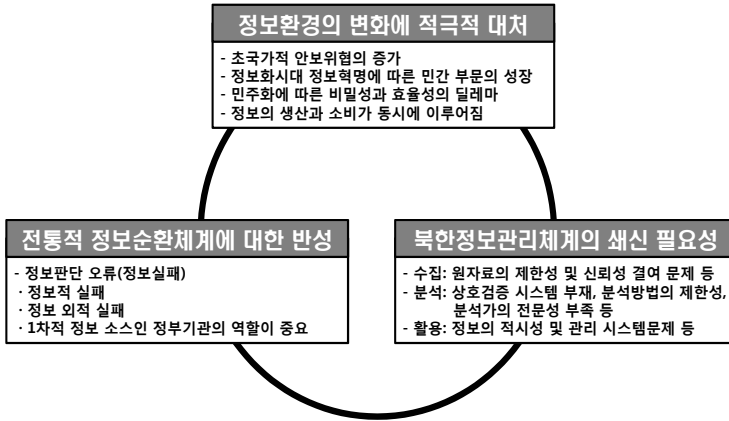 정보환경의 변화에 적극적 대처
- 초국가적 안보위협의 증가
- 정보화시대 정보혁명에 따른 민간 부문의 성장
- 민주화에 따른 비밀성과 효율성의 딜레마
- 정보의 생산과 소비가 동시에 이루어짐
전통적 정보순환체계에 대한 반성
- 정보판단 오류(정보실패)
· 정보적 실패
· 정보 외적 실패
· 1차적 정보 소스인 정부기관의 역할이 중요
북한정보관리체계의 쇄신 필요성
- 수집: 원자료의 제한성 및 신뢰성 결여 문제 등
- 분석: 상호검증 시스템 부재, 분석방법의 제한성,
분석가의 전문성 부족 등
- 활용: 정보의 적시성 및 관리 시스템문제 등